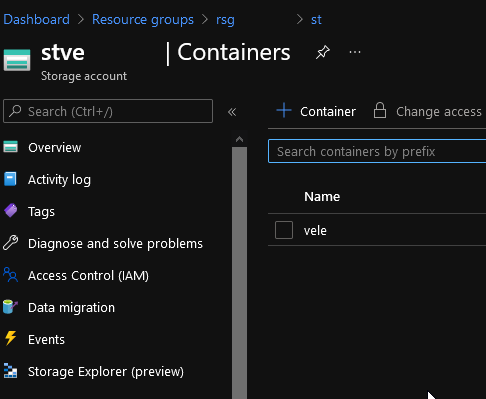 Dashboard > Resource groups > rsg > st
stve | Containers
Storage account
Search (Ctrl+/)
Overview
Activity log
Tags
Diagnose and solve problems
Access Control (IAM)
Data migration
Events
Storage Explorer (preview)
+ Container Change access
Search containers by prefix
Name
vele